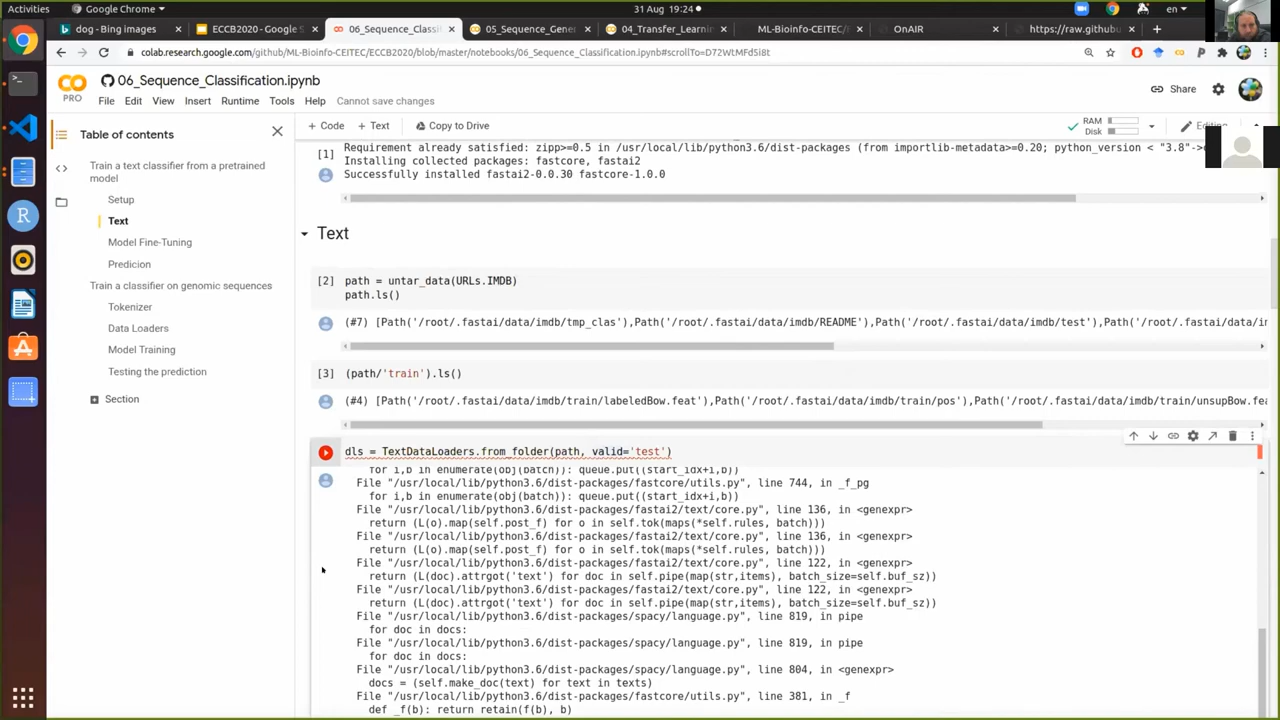 Activities
Google Chrome
31 Aug 19:24
en
dog - Bing images
ECCB2020 - Google S
06_Sequence_Classif
05_Sequence_Gener
04_Transfer_Learnin
ML-Bioinfo-CEITEC/E
OnAIR
https://raw.githubu
colab.research.google.com/github/ML-Bioinfo-CEITEC/ECCB2020/blob/master/notebooks/06_Sequence_Classification.ipynb#scrollTo=D72WtMFd5iBt
PRO
06_Sequence_Classification.ipynb
Share
File Edit View Insert Runtime Tools Help Cannot save changes
Table of contents
+ Code + Text Copy to Drive
RAM
Disk
Editing
Train a text classifier from a pretrained
model
Setup
Text
Model Fine-Tuning
Predicion
Train a classifier on genomic sequences
Tokenizer
Data Loaders
Model Training
Testing the prediction
Section
[1] Requirement already satisfied: zipp>=0.5 in /usr/local/lib/python3.6/dist-packages (from importlib-metadata>=0.20; python_version < "3.8"->
Installing collected packages: fastcore, fastai2
Successfully installed fastai2-0.0.30 fastcore-1.0.0
Text
[2] path = untar_data(URLs.IMDB)
path.ls()
(#7) [Path('/root/.fastai/data/imdb/tmp_clas'),Path('/root/.fastai/data/imdb/README'),Path('/root/.fastai/data/imdb/test'),Path('/root/.fastai/data/im
[3] (path/'train').ls()
(#4) [Path('/root/.fastai/data/imdb/train/labeledBow.feat'),Path('/root/.fastai/data/imdb/train/pos'),Path('/root/.fastai/data/imdb/train/unsupBow.fea
dls = TextDataLoaders.from_folder(path, valid='test')
for i,b in enumerate(obj(batch)): queue.put((start_idx+i,b))
File "/usr/local/lib/python3.6/dist-packages/fastcore/utils.py", line 744, in _f_pg
for i,b in enumerate(obj(batch)): queue.put((start_idx+i,b))
File "/usr/local/lib/python3.6/dist-packages/fastai2/text/core.py", line 136, in <genexpr>
return (L(o).map(self.post_f) for o in self.tok(maps(*self.rules, batch)))
File "/usr/local/lib/python3.6/dist-packages/fastai2/text/core.py", line 136, in <genexpr>
return (L(o).map(self.post_f) for o in self.tok(maps(*self.rules, batch)))
File "/usr/local/lib/python3.6/dist-packages/fastai2/text/core.py", line 122, in <genexpr>
return (L(doc).attrgot('text') for doc in self.pipe(map(str,items), batch_size=self.buf_sz))
File "/usr/local/lib/python3.6/dist-packages/fastai2/text/core.py", line 122, in <genexpr>
return (L(doc).attrgot('text') for doc in self.pipe(map(str,items), batch_size=self.buf_sz))
File "/usr/local/lib/python3.6/dist-packages/spacy/language.py", line 819, in pipe
for doc in docs:
File "/usr/local/lib/python3.6/dist-packages/spacy/language.py", line 819, in pipe
for doc in docs:
File "/usr/local/lib/python3.6/dist-packages/spacy/language.py", line 804, in <genexpr>
docs = (self.make_doc(text) for text in texts)
File "/usr/local/lib/python3.6/dist-packages/fastcore/utils.py", line 381, in _f
def _f(b): return retain(f(b), b)